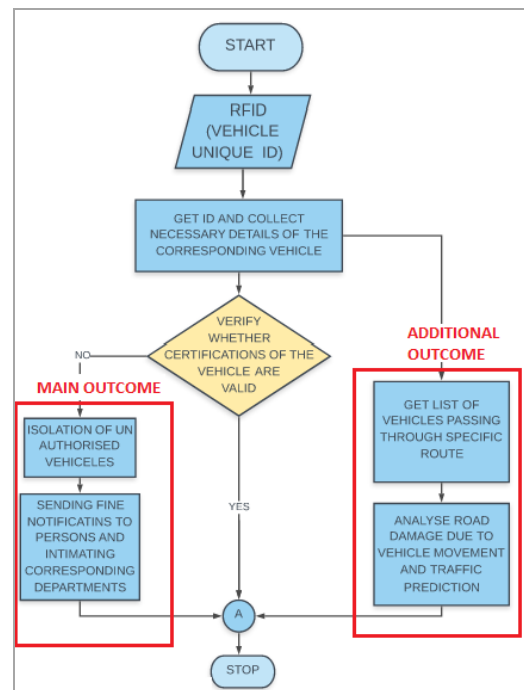 START
RFID
(VEHICLE
UNIQUE ID)
GET ID AND COLLECT
NECESSARY DETAILS OF THE
CORRESPONDING VEHICLE
VERIFY
WHETHER
CERTIFICATIONS OF THE
VEHICLE ARE
VALID
NO
MAIN OUTCOME
ISOLATION OF UN
AUTHORISED
VEHICELES
SENDING FINE
NOTIFICATINS TO
PERSONS AND
INTIMATING
CORRESPONDING
DEPARTMENTS
YES
ADDITIONAL
OUTCOME
GET LIST OF
VEHICLES PASSING
THROUGH SPECIFIC
ROUTE
ANALYSE ROAD
DAMAGE DUE TO
VEHICLE MOVEMENT
AND TRAFFIC
PREDICTION
A
STOP